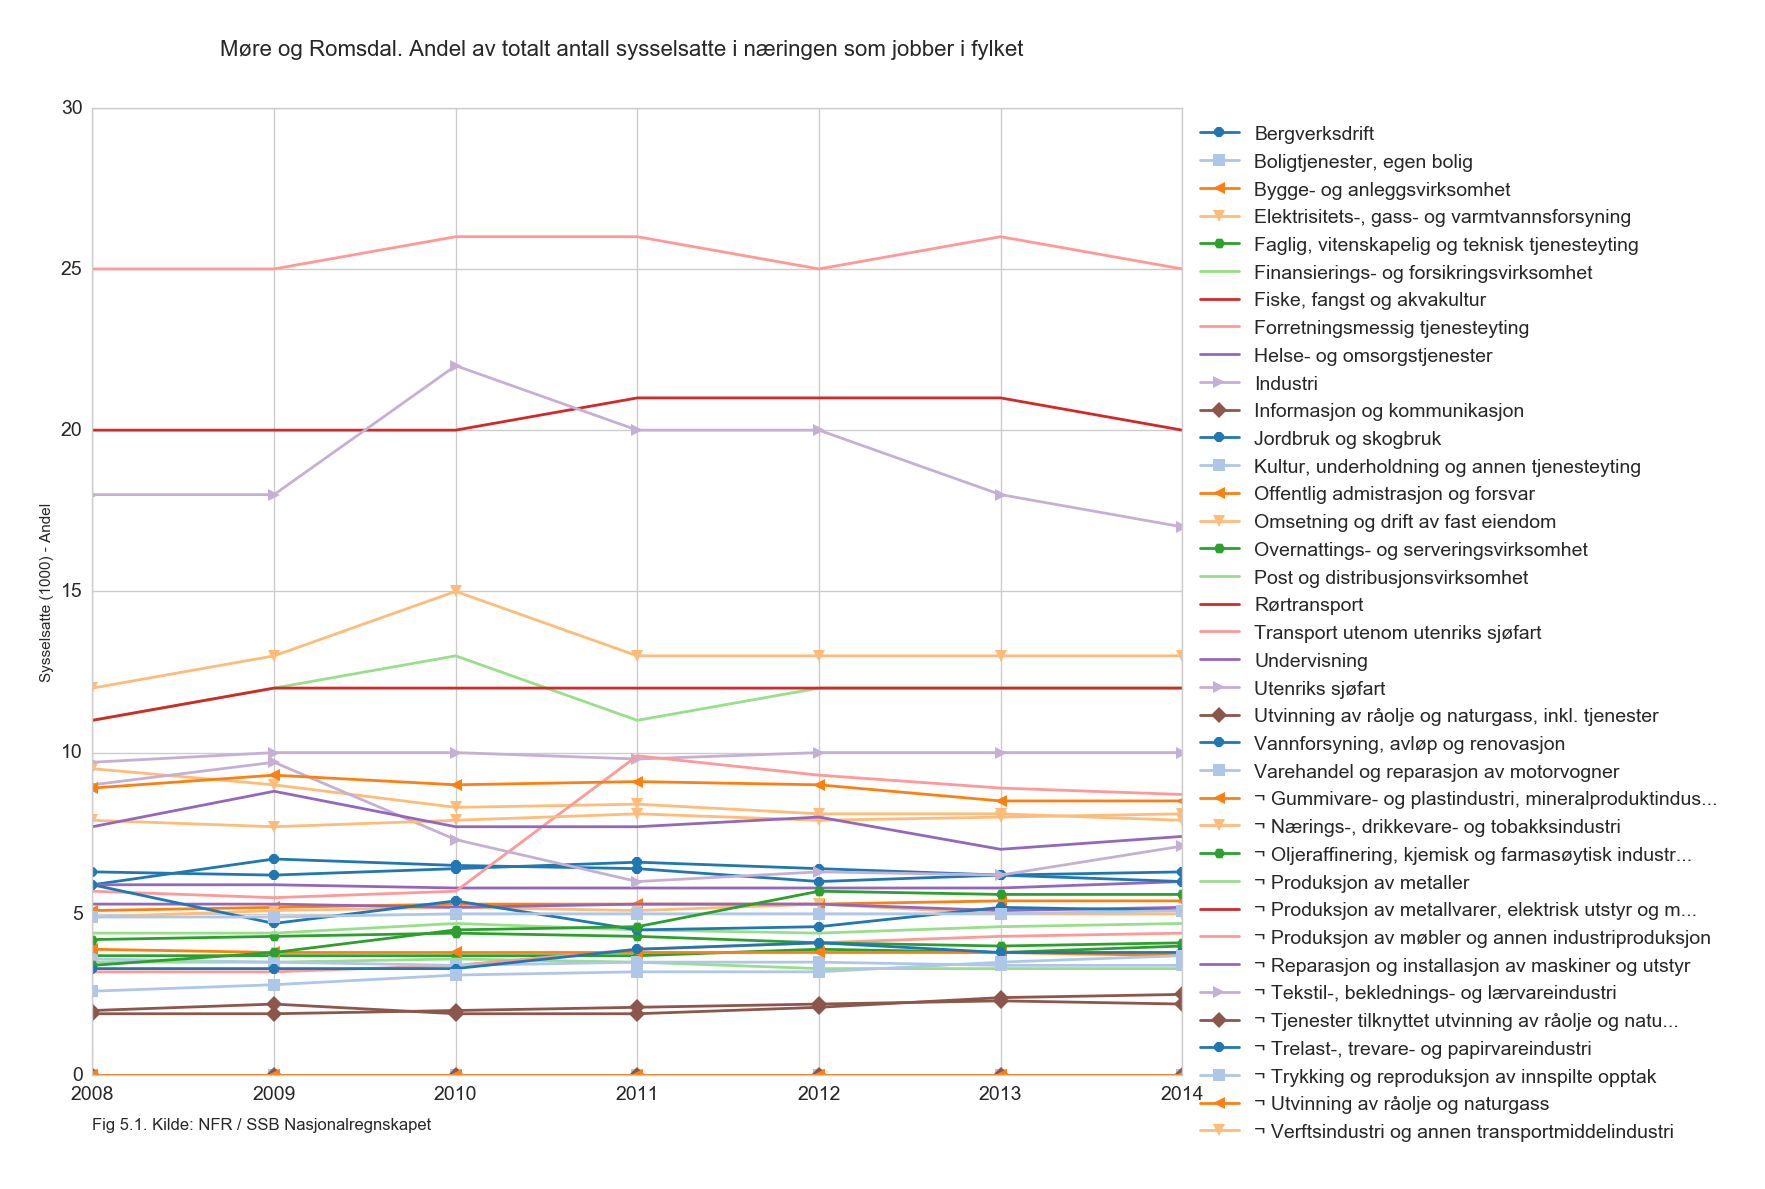 Møre og Romsdal. Andel av totalt antall sysselsatte i næringen som jobber i fylket
30
25
20
15
10
5
0
Sysselsatte (1000) - Andel
2008 2009 2010 2011 2012 2013 2014
Fig 5.1. Kilde: NFR / SSB Nasjonalregnskapet
Bergverksdrift
Boligtjenester, egen bolig
Bygge- og anleggsvirksomhet
Elektrisitets-, gass- og varmtvannsforsyning
Faglig, vitenskapelig og teknisk tjenesteyting
Finansierings- og forsikringsvirksomhet
Fiske, fangst og akvakultur
Forretningsmessig tjenesteyting
Helse- og omsorgstjenester
Industri
Informasjon og kommunikasjon
Jordbruk og skogbruk
Kultur, underholdning og annen tjenesteyting
Offentlig admistrasjon og forsvar
Omsetning og drift av fast eiendom
Overnattings- og serveringsvirksomhet
Post og distribusjonsvirksomhet
Rørtransport
Transport utenom utenriks sjøfart
Undervisning
Utenriks sjøfart
Utvinning av råolje og naturgass, inkl. tjenester
Vannforsyning, avløp og renovasjon
Varehandel og reparasjon av motorvogner
¬ Gummivare- og plastindustri, mineralproduktindus...
¬ Nærings-, drikkevare- og tobakksindustri
¬ Oljeraffinering, kjemisk og farmasøytisk industr...
¬ Produksjon av metaller
¬ Produksjon av metallvarer, elektrisk utstyr og m...
¬ Produksjon av møbler og annen industriproduksjon
¬ Reparasjon og installasjon av maskiner og utstyr
¬ Tekstil-, beklednings- og lærvareindustri
¬ Tjenester tilknyttet utvinning av råolje og natu...
¬ Trelast-, trevare- og papirvareindustri
¬ Trykking og reproduksjon av innspilte opptak
¬ Utvinning av råolje og naturgass
¬ Verftsindustri og annen transportmiddelindustri